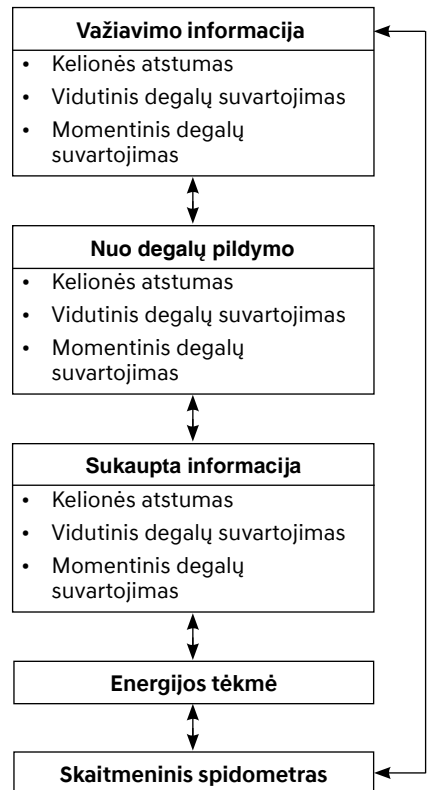 Važiavimo informacija
• Kelionės atstumas
• Vidutinis degalų suvartojimas
• Momentinis degalų
suvartojimas
Nuo degalų pildymo
• Kelionės atstumas
• Vidutinis degalų suvartojimas
• Momentinis degalų
suvartojimas
Sukaupta informacija
• Kelionės atstumas
• Vidutinis degalų suvartojimas
• Momentinis degalų
suvartojimas
Energijos tėkmė
Skaitmeninis spidometras